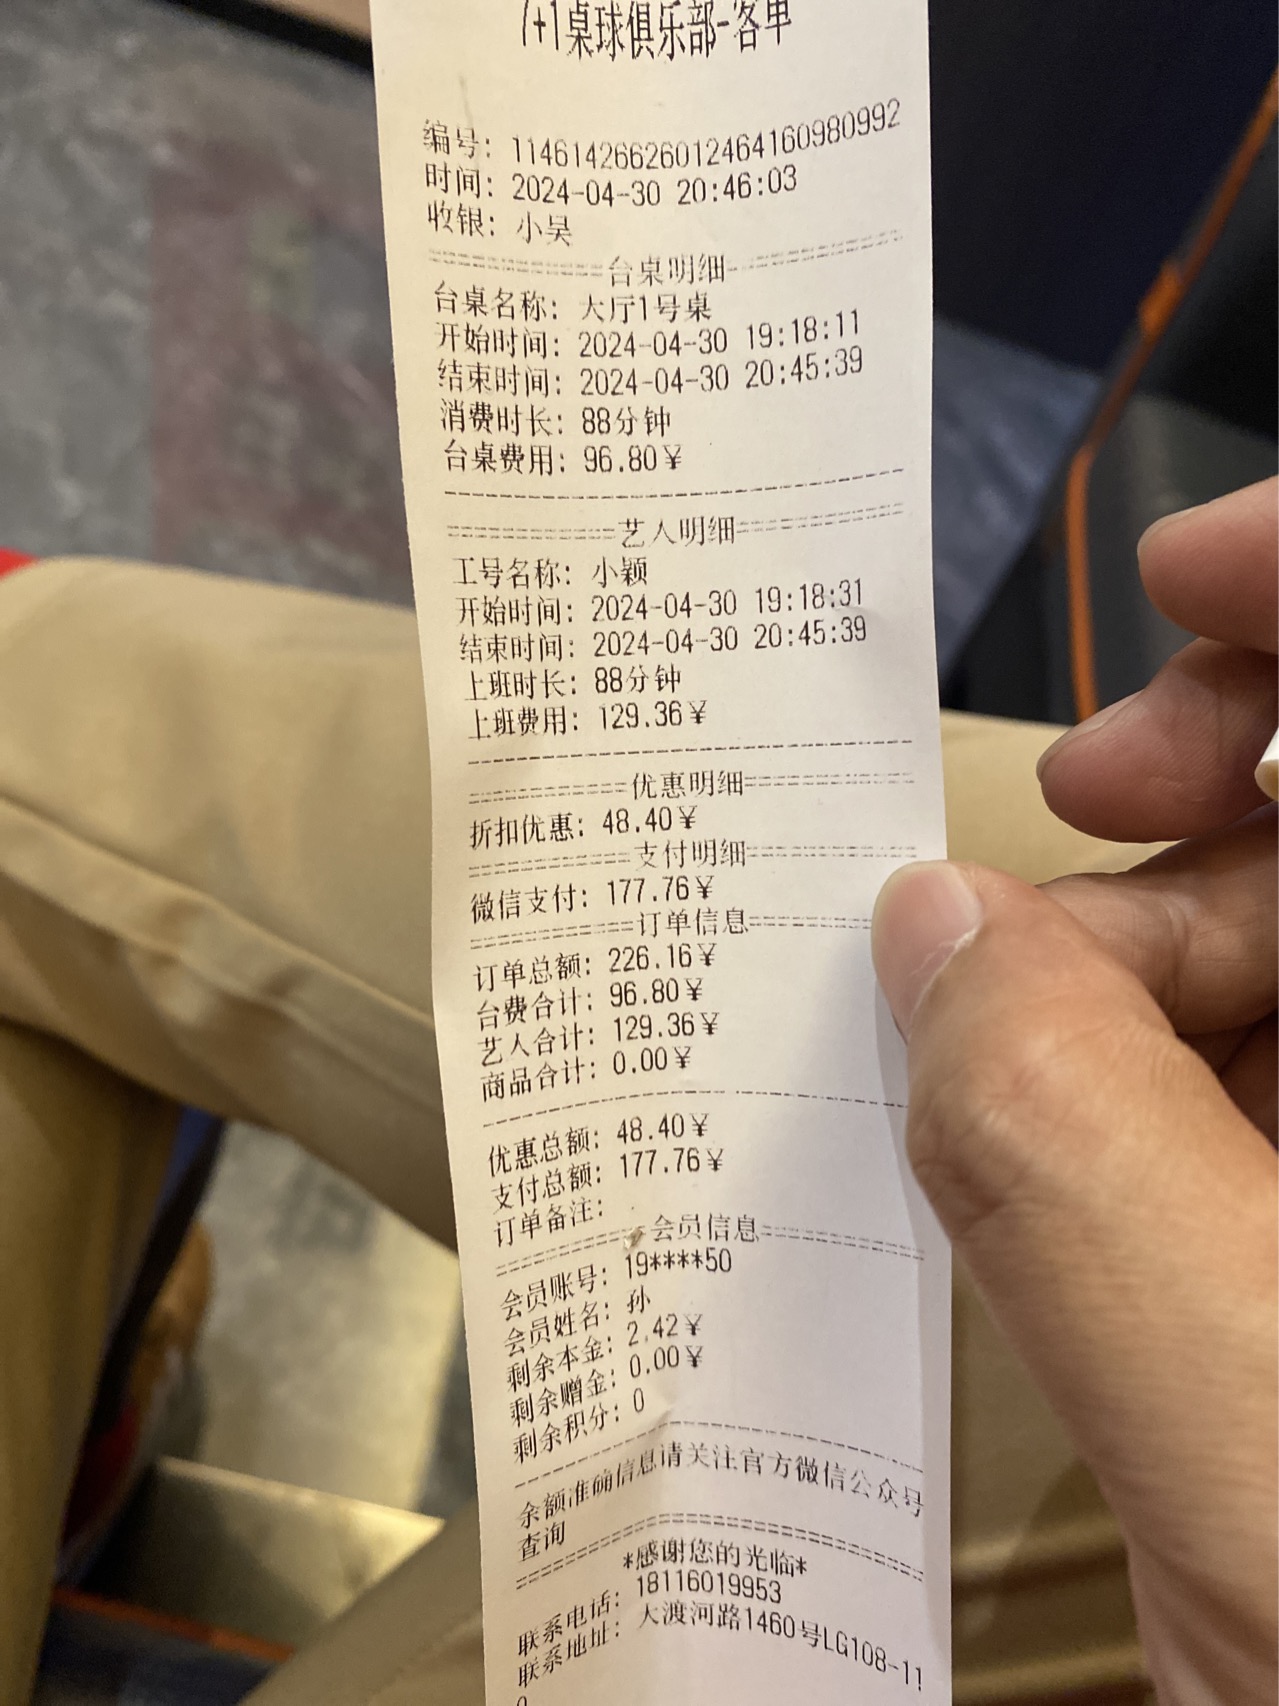 7+1桌球俱乐部-客单
编号: 1146142662601246416098​0992
时间: 2024-04-30 20:46:03
收银: 小吴
============台桌明细============
台桌名称: 大厅1号桌
开始时间: 2024-04-30 19:18:11
结束时间: 2024-04-30 20:45:39
消费时长: 88分钟
台桌费用: 96.80¥
============艺人明细============
工号名称: 小颖
开始时间: 2024-04-30 19:18:31
结束时间: 2024-04-30 20:45:39
上班时长: 88分钟
上班费用: 129.36¥
============优惠明细============
折扣优惠: 48.40¥
============支付明细============
微信支付: 177.76¥
============订单信息============
订单总额: 226.16¥
台费合计: 96.80¥
艺人合计: 129.36¥
商品合计: 0.00¥
优惠总额: 48.40¥
支付总额: 177.76¥
订单备注:
============会员信息============
会员账号: 19****50
会员姓名: 孙
剩余本金: 2.42¥
剩余赠金: 0.00¥
剩余积分: 0
余额准确信息请关注官方微信公众号
查询
*感谢您的光临*
联系电话: 18116019953
联系地址: 大渡河路1460号LG108-11